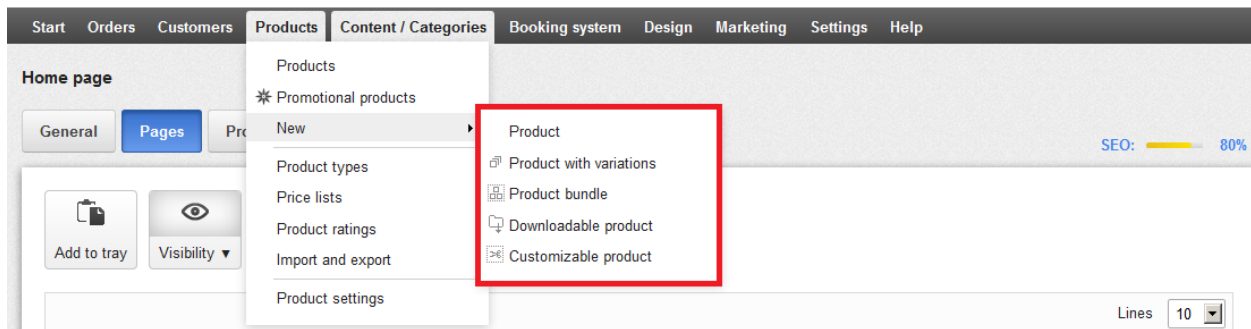 Start Orders Customers Products Content / Categories Booking system Design Marketing Settings Help
Home page
General Pages
SEO: 80%
Add to tray Visibility ▼
Products
Promotional products
New
Product types
Price lists
Product ratings
Import and export
Product settings
Product
Product with variations
Product bundle
Downloadable product
Customizable product
Lines 10